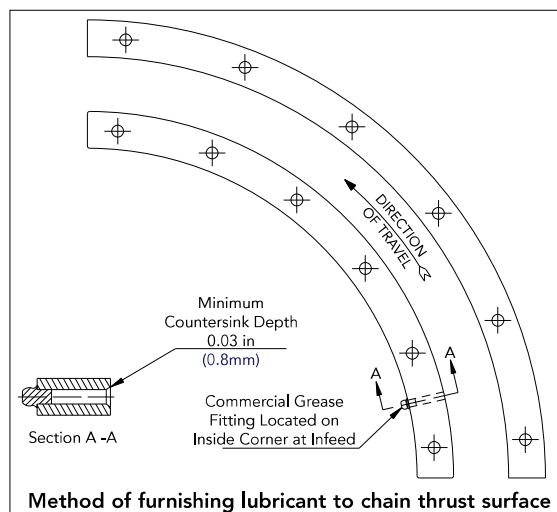 DIRECTION
OF TRAVEL
Minimum
Countersink Depth
0.03 in
(0.8mm)
A
A
Commercial Grease
Fitting Located on
Inside Corner at Infeed
Section A -A
Method of furnishing lubricant to chain thrust surface